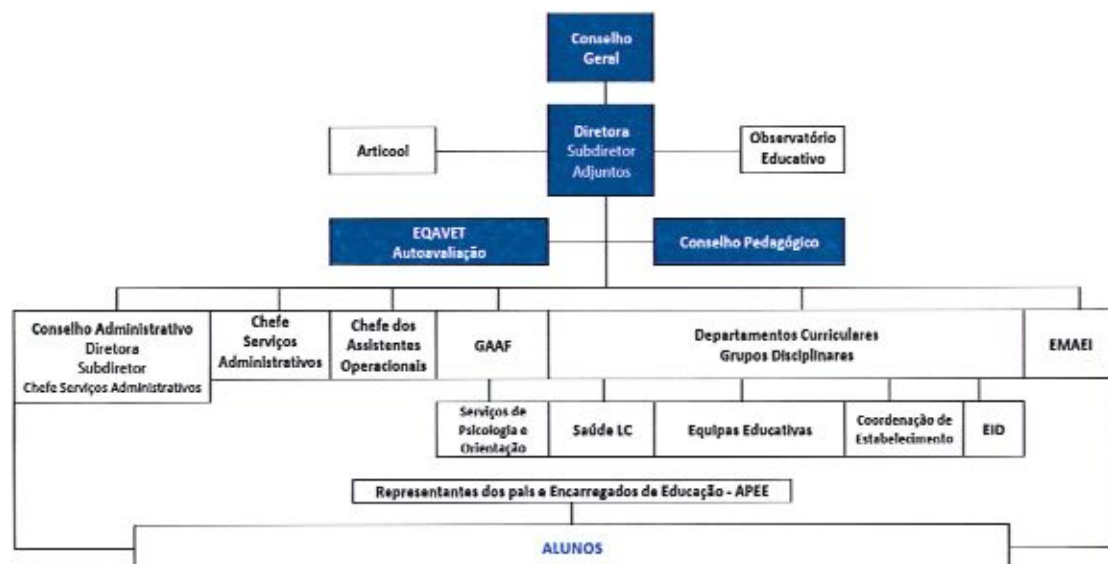 Conselho
Geral
Articool
Diretora
Subdiretor
Adjuntos
Observatório
Educativo
EQAVET
Autoavaliação
Conselho Pedagógico
Conselho Administrativo
Diretora
Subdiretor
Chefe Serviços Administrativos
Chefe
Serviços
Administrativos
Chefe dos
Assistentes
Operacionais
GAAF
Departamentos Curriculares
Grupos Disciplinares
EMAEI
Serviços de
Psicologia e
Orientação
Saúde LC
Equipas Educativas
Coordenação de
Estabelecimento
EID
Representantes dos pais e Encarregados de Educação - APEE
ALUNOS